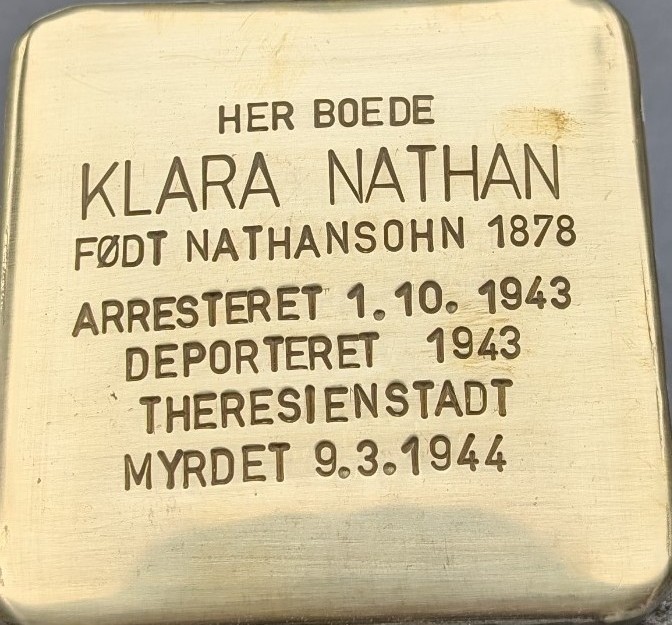 HER BOEDE
KLARA NATHAN
FØDT NATHANSOHN 1878
ARRESTERET 1.10.1943
DEPORTERET 1943
THERESIENSTADT
MYRDET 9.3.1944